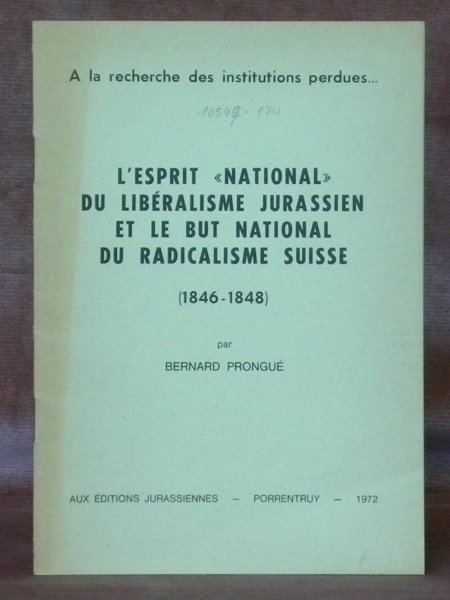 A la recherche des institutions perdues...
L'ESPRIT «NATIONAL»
DU LIBÉRALISME JURASSIEN
ET LE BUT NATIONAL
DU RADICALISME SUISSE
(1846-1848)
par
BERNARD PRONGUÉ
AUX ÉDITIONS JURASSIENNES – PORRENTRUY – 1972